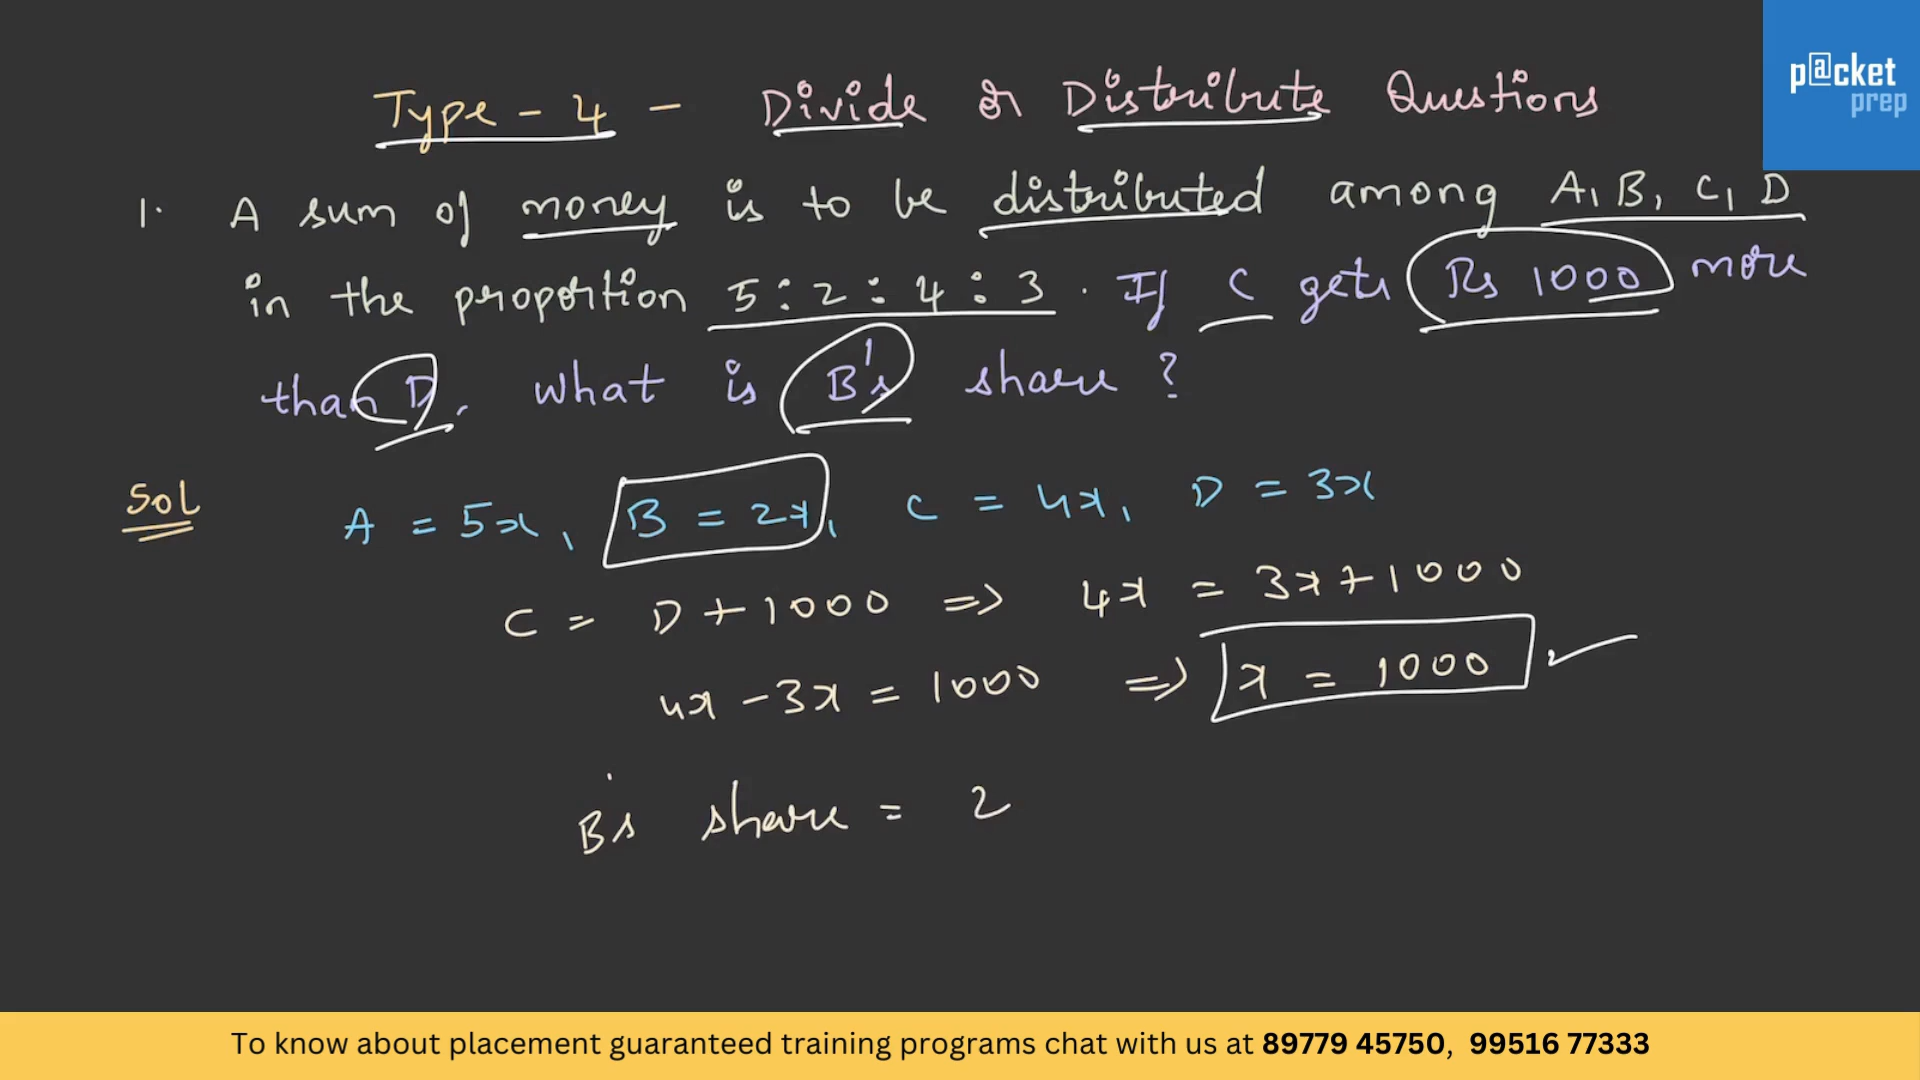 p@cket
prep
Type - 4 - Divide or Distribute Questions
1. A sum of money is to be distributed among A, B, C, D
in the proportion 5 : 2 : 4 : 3 . If C gets Rs 1000 more
than D, what is B's share ?
Sol
A = 5x, B = 2x, C = 4x, D = 3x
C = D + 1000 => 4x = 3x + 1000
4x - 3x = 1000 => x = 1000
B's share = 2
To know about placement guaranteed training programs chat with us at 89779 45750, 99516 77333